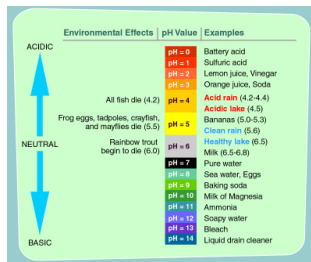 Environmental Effects pH Value Examples
ACIDIC
pH = 0 Battery acid
pH = 1 Sulfuric acid
pH = 2 Lemon juice, Vinegar
pH = 3 Orange juice, Soda
All fish die (4.2) pH = 4 Acid rain (4.2-4.4)
Acidic lake (4.5)
Frog eggs, tadpoles, crayfish,
and mayflies die (5.5)
pH = 5 Bananas (5.0-5.3)
Clean rain (5.6)
NEUTRAL
Rainbow trout
begin to die (6.0)
pH = 6 Healthy lake (6.5)
Milk (6.5-6.8)
pH = 7 Pure water
pH = 8 Sea water, Eggs
pH = 9 Baking soda
pH = 10 Milk of Magnesia
pH = 11 Ammonia
pH = 12 Soapy water
pH = 13 Bleach
BASIC
pH = 14 Liquid drain cleaner